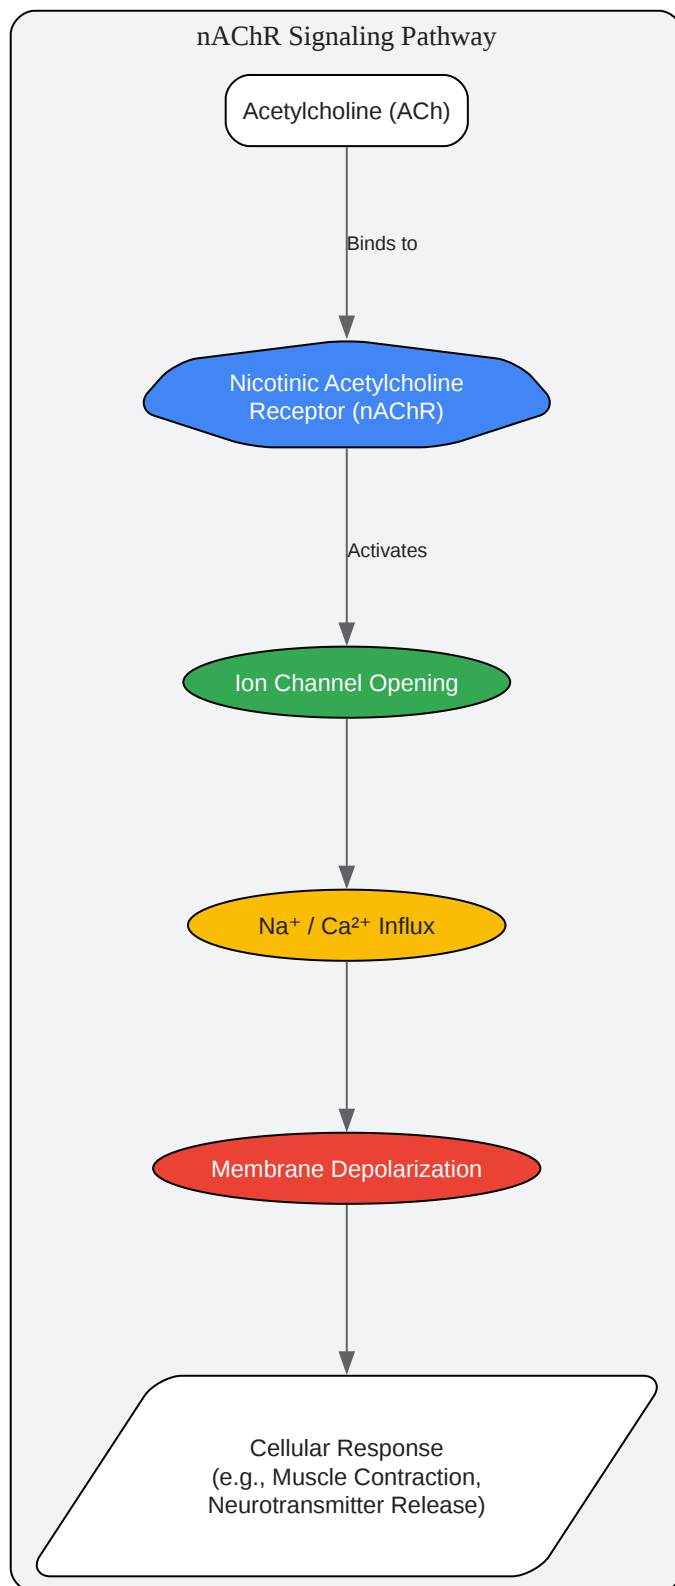 nAChR Signaling Pathway
Acetylcholine (ACh)
Binds to
Nicotinic Acetylcholine
Receptor (nAChR)
Activates
Ion Channel Opening
Na⁺ / Ca²⁺ Influx
Membrane Depolarization
Cellular Response
(e.g., Muscle Contraction,
Neurotransmitter Release)